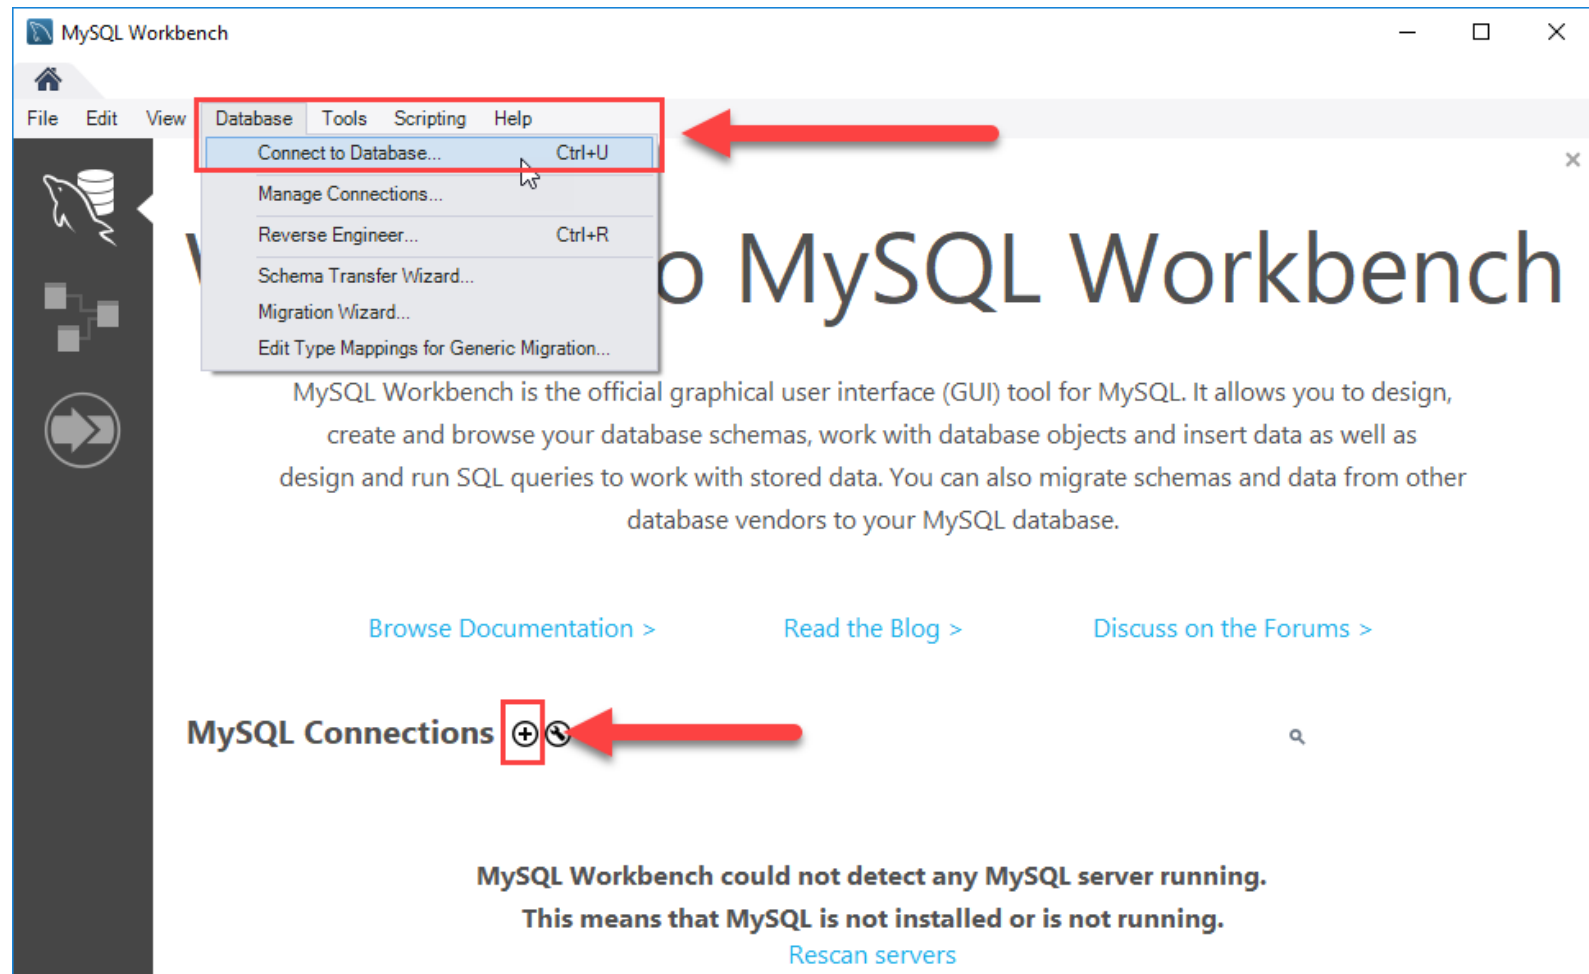 MySQL Workbench
File Edit View Database Tools Scripting Help
Connect to Database... Ctrl+U
Manage Connections...
Reverse Engineer... Ctrl+R
Schema Transfer Wizard...
Migration Wizard...
Edit Type Mappings for Generic Migration...
o MySQL Workbench
MySQL Workbench is the official graphical user interface (GUI) tool for MySQL. It allows you to design,
create and browse your database schemas, work with database objects and insert data as well as
design and run SQL queries to work with stored data. You can also migrate schemas and data from other
database vendors to your MySQL database.
Browse Documentation > Read the Blog > Discuss on the Forums >
MySQL Connections
MySQL Workbench could not detect any MySQL server running.
This means that MySQL is not installed or is not running.
Rescan servers